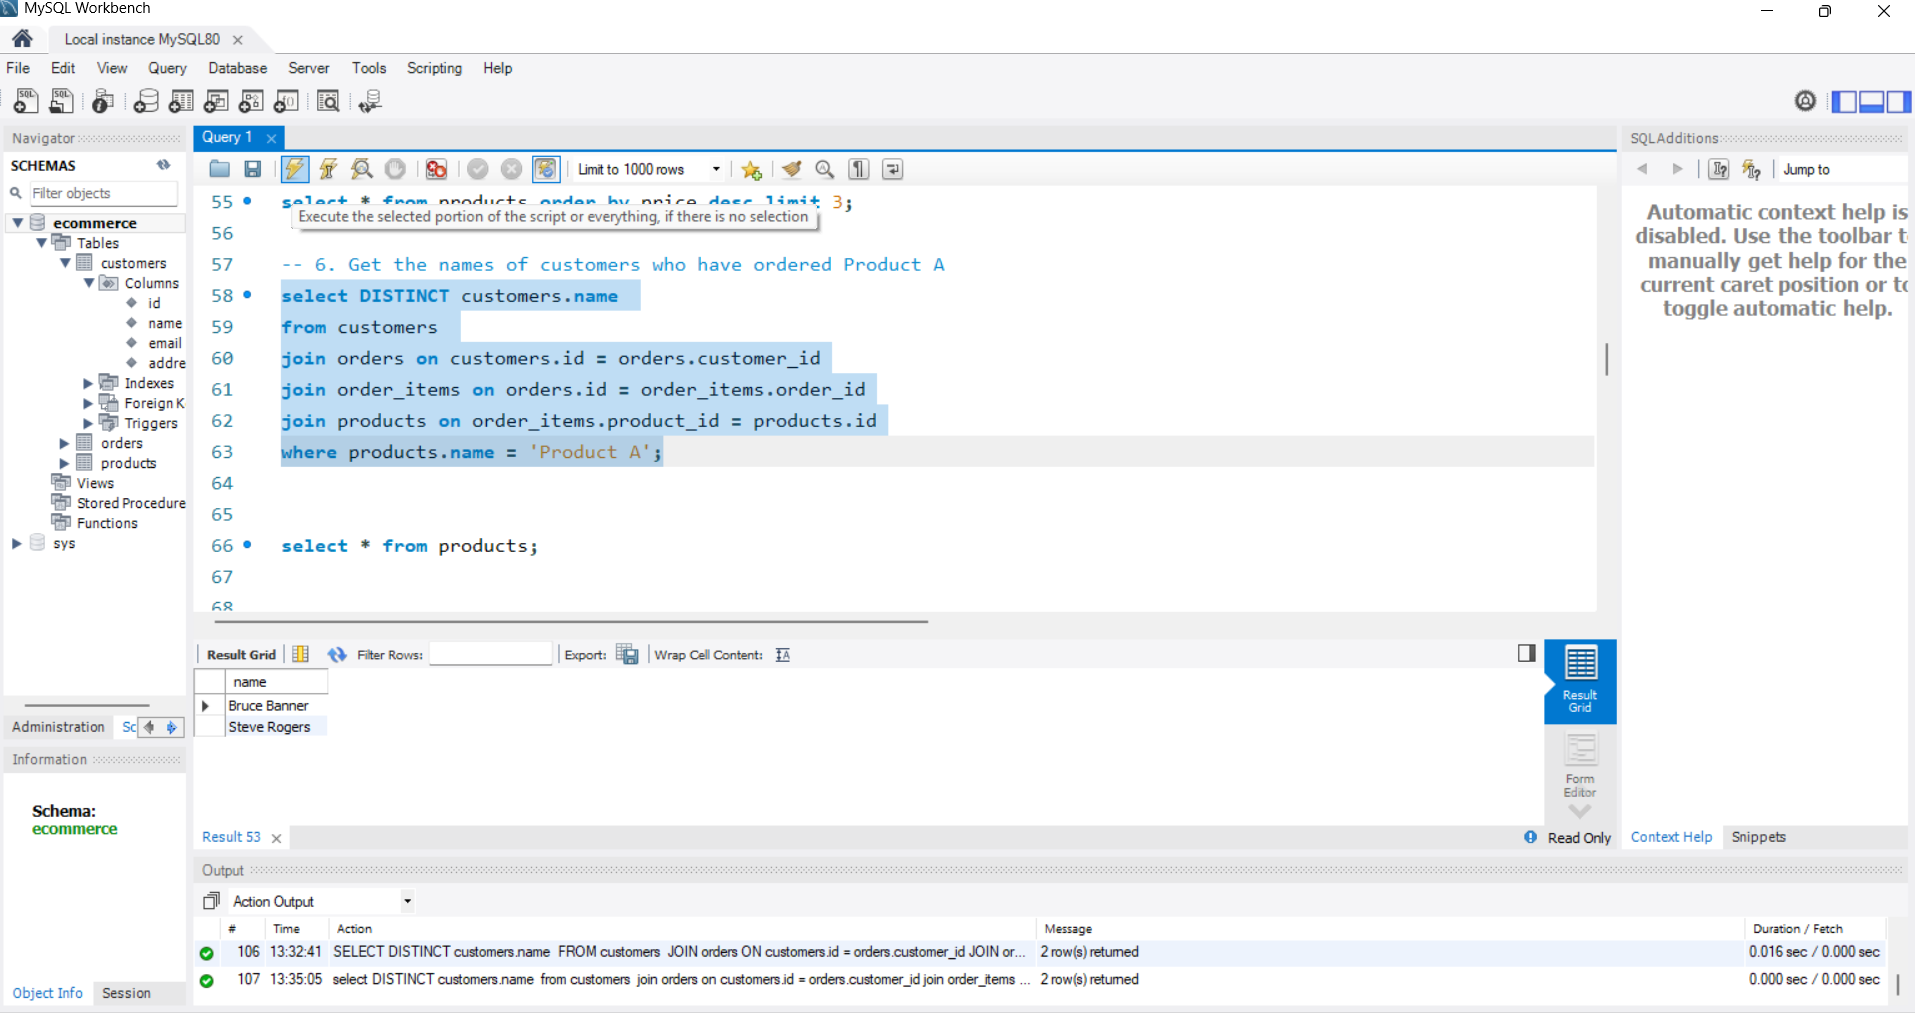 MySQL Workbench
Local instance MySQL80
File Edit View Query Database Server Tools Scripting Help
Navigator
SCHEMAS
Filter objects
ecommerce
Tables
customers
Columns
id
name
email
addre
Indexes
Foreign K
Triggers
orders
products
Views
Stored Procedure
Functions
sys
Administration Sc
Information
Schema:
ecommerce
Object Info Session
Query 1
Limit to 1000 rows
55 select * from products order by price desc limit 3;
Execute the selected portion of the script or everything, if there is no selection
56
57 -- 6. Get the names of customers who have ordered Product A
58 select DISTINCT customers.name
59 from customers
60 join orders on customers.id = orders.customer_id
61 join order_items on orders.id = order_items.order_id
62 join products on order_items.product_id = products.id
63 where products.name = 'Product A';
64
65
66 select * from products;
67
68
Result Grid Filter Rows: Export: Wrap Cell Content:
name
Bruce Banner
Steve Rogers
Result Grid
Form Editor
Result 53
Read Only
SQLAdditions
Jump to
Automatic context help is
disabled. Use the toolbar t
manually get help for the
current caret position or to
toggle automatic help.
Context Help Snippets
Output
Action Output
# Time Action Message Duration / Fetch
106 13:32:41 SELECT DISTINCT customers.name FROM customers JOIN orders ON customers.id = orders.customer_id JOIN or... 2 row(s) returned 0.016 sec / 0.000 sec
107 13:35:05 select DISTINCT customers.name from customers join orders on customers.id = orders.customer_id join order_items ... 2 row(s) returned 0.000 sec / 0.000 sec